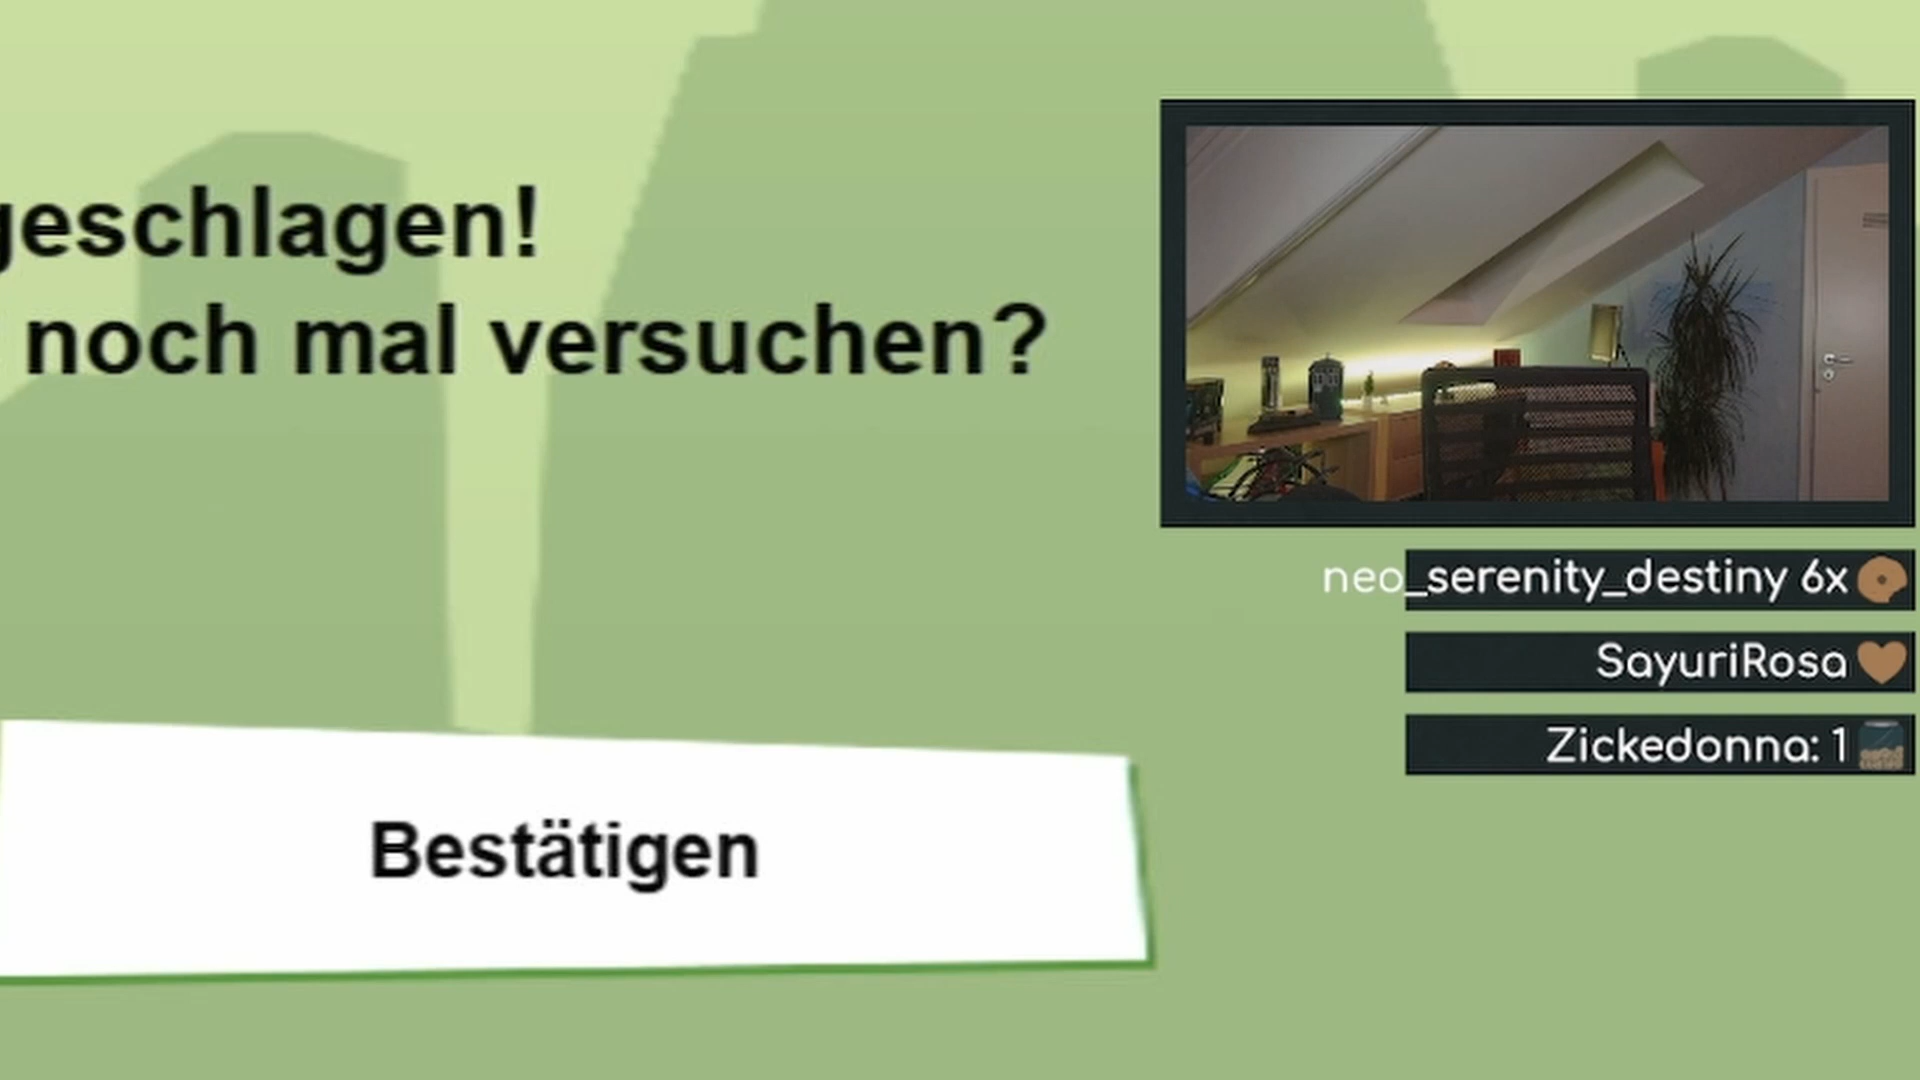 geschlagen!
noch mal versuchen?
neo_serenity_destiny 6x
SayuriRosa
Zickedonna: 1
Bestätigen